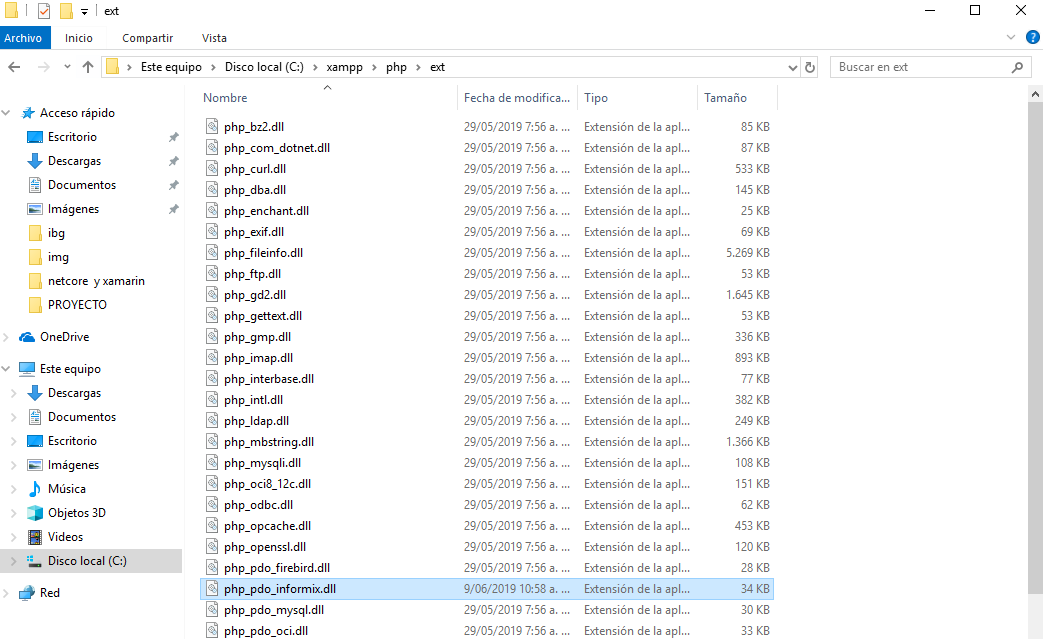 ext
Archivo Inicio Compartir Vista
Este equipo Disco local (C:) xampp php ext Buscar en ext
Nombre Fecha de modifica... Tipo Tamaño
Acceso rápido
Escritorio
Descargas
Documentos
Imágenes
ibg
img
netcore y xamarin
PROYECTO
OneDrive
Este equipo
Descargas
Documentos
Escritorio
Imágenes
Música
Objetos 3D
Videos
Disco local (C:)
Red
php_bz2.dll 29/05/2019 7:56 a. ... Extensión de la apl... 85 KB
php_com_dotnet.dll 29/05/2019 7:56 a. ... Extensión de la apl... 87 KB
php_curl.dll 29/05/2019 7:56 a. ... Extensión de la apl... 533 KB
php_dba.dll 29/05/2019 7:56 a. ... Extensión de la apl... 145 KB
php_enchant.dll 29/05/2019 7:56 a. ... Extensión de la apl... 25 KB
php_exif.dll 29/05/2019 7:56 a. ... Extensión de la apl... 69 KB
php_fileinfo.dll 29/05/2019 7:56 a. ... Extensión de la apl... 5.269 KB
php_ftp.dll 29/05/2019 7:56 a. ... Extensión de la apl... 53 KB
php_gd2.dll 29/05/2019 7:56 a. ... Extensión de la apl... 1.645 KB
php_gettext.dll 29/05/2019 7:56 a. ... Extensión de la apl... 53 KB
php_gmp.dll 29/05/2019 7:56 a. ... Extensión de la apl... 336 KB
php_imap.dll 29/05/2019 7:56 a. ... Extensión de la apl... 893 KB
php_interbase.dll 29/05/2019 7:56 a. ... Extensión de la apl... 77 KB
php_intl.dll 29/05/2019 7:56 a. ... Extensión de la apl... 382 KB
php_ldap.dll 29/05/2019 7:56 a. ... Extensión de la apl... 249 KB
php_mbstring.dll 29/05/2019 7:56 a. ... Extensión de la apl... 1.366 KB
php_mysqli.dll 29/05/2019 7:56 a. ... Extensión de la apl... 108 KB
php_oci8_12c.dll 29/05/2019 7:56 a. ... Extensión de la apl... 151 KB
php_odbc.dll 29/05/2019 7:56 a. ... Extensión de la apl... 62 KB
php_opcache.dll 29/05/2019 7:56 a. ... Extensión de la apl... 453 KB
php_openssl.dll 29/05/2019 7:56 a. ... Extensión de la apl... 120 KB
php_pdo_firebird.dll 29/05/2019 7:56 a. ... Extensión de la apl... 28 KB
php_pdo_informix.dll 9/06/2019 10:58 a. ... Extensión de la apl... 34 KB
php_pdo_mysql.dll 29/05/2019 7:56 a. ... Extensión de la apl... 30 KB
php_pdo_oci.dll 29/05/2019 7:56 a. ... Extensión de la apl... 33 KB